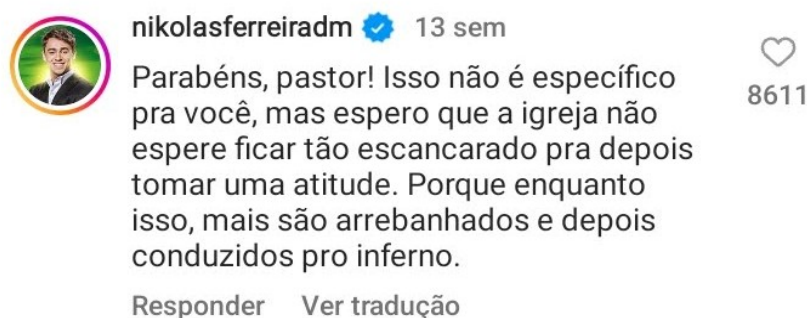 nikolasferreiradm 13 sem
Parabéns, pastor! Isso não é específico
pra você, mas espero que a igreja não
espere ficar tão escancarado pra depois
tomar uma atitude. Porque enquanto
isso, mais são arrebanhados e depois
conduzidos pro inferno.
8611
Responder Ver tradução